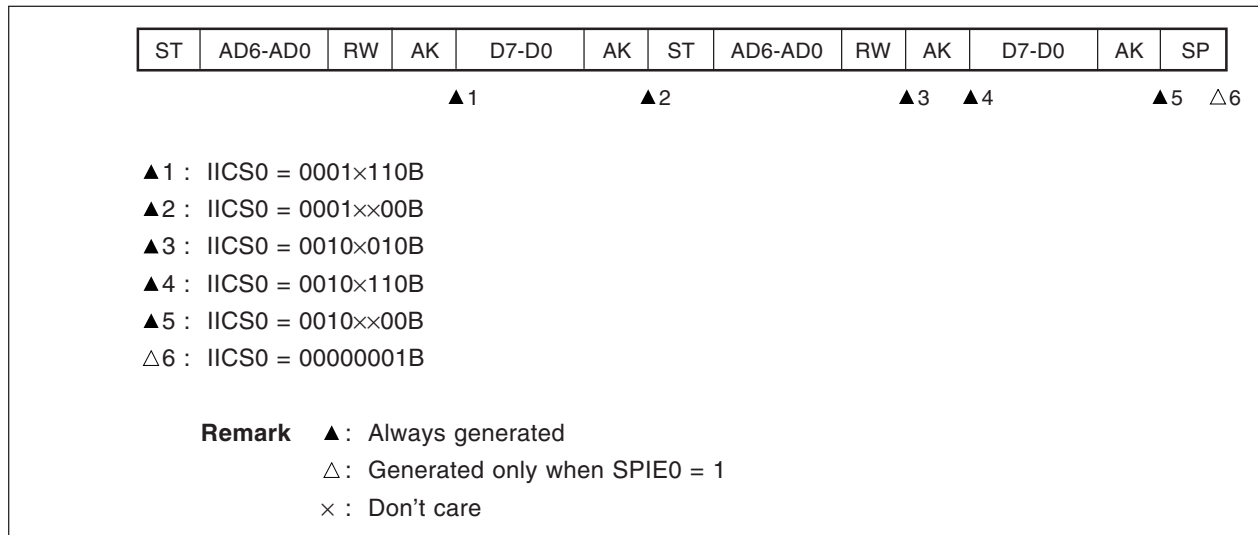 ST AD6-AD0 RW AK D7-D0 AK ST AD6-AD0 RW AK D7-D0 AK SP
▲1 ▲2 ▲3 ▲4 ▲5 △6
▲1 : IICS0 = 0001×110B
▲2 : IICS0 = 0001××00B
▲3 : IICS0 = 0010×010B
▲4 : IICS0 = 0010×110B
▲5 : IICS0 = 0010××00B
△6 : IICS0 = 00000001B
Remark ▲ : Always generated
△ : Generated only when SPIE0 = 1
× : Don't care